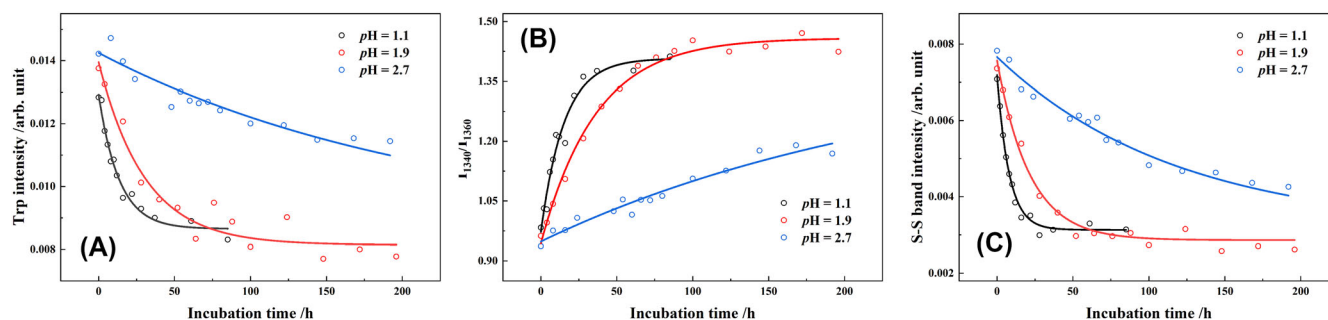 Trp intensity /arb. unit
0.014
0.012
0.010
0.008
pH = 1.1
pH = 1.9
pH = 2.7
(A)
0
50
100
150
200
Incubation time /h
I1340/I1360
1.50
1.35
1.20
1.05
0.90
(B)
pH = 1.1
pH = 1.9
pH = 2.7
0
50
100
150
200
Incubation time /h
S-S band intensity /arb. unit
0.008
0.006
0.004
0.002
pH = 1.1
pH = 1.9
pH = 2.7
(C)
0
50
100
150
200
Incubation time /h